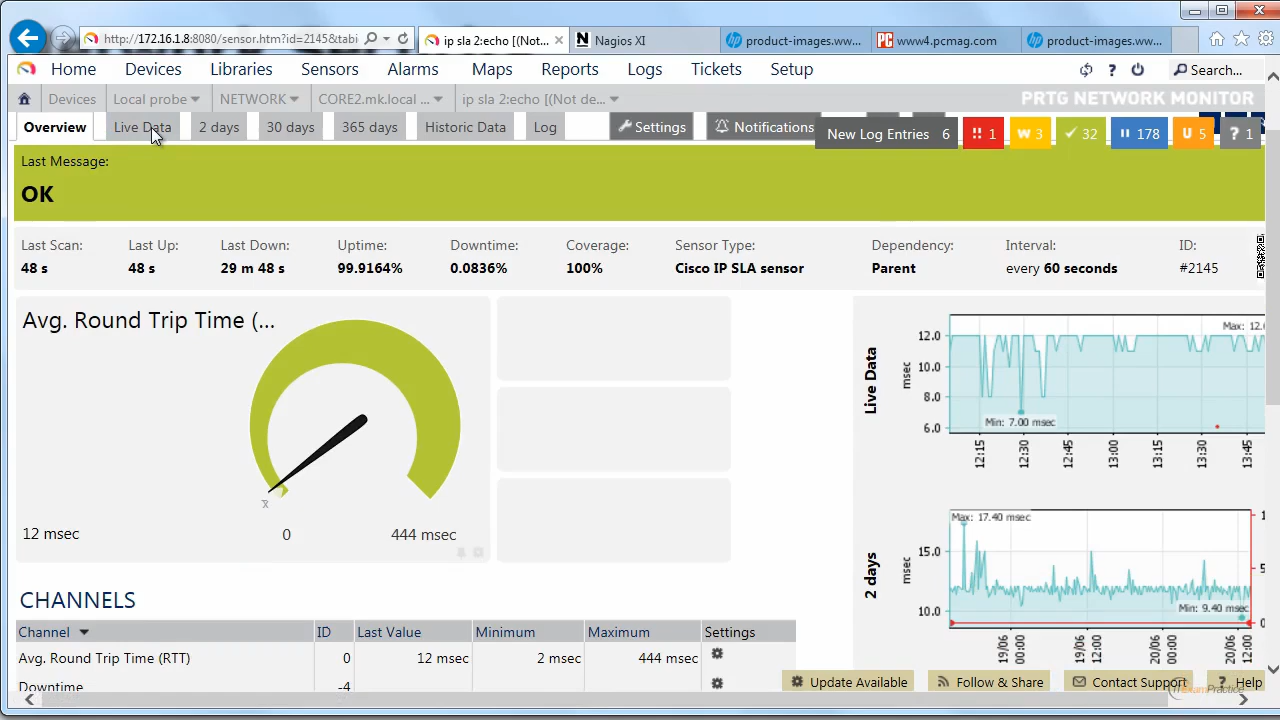 http://172.16.1.8:8080/sensor.htm?id=2145&tabi
ip sla 2:echo [(Not de...
Nagios XI
product-images.ww...
www4.pcmag.com
product-images.ww...
Home Devices Libraries Sensors Alarms Maps Reports Logs Tickets Setup
Search...
Devices Local probe NETWORK CORE2.mk.local ... ip sla 2:echo [(Not de...
PRTG NETWORK MONITOR
Overview Live Data 2 days 30 days 365 days Historic Data Log Settings Notifications
New Log Entries 6 !! 1 W 3 32 178 U 5 ? 1
Last Message:
OK
Last Scan: Last Up: Last Down: Uptime: Downtime: Coverage: Sensor Type: Dependency: Interval: ID:
48 s 48 s 29 m 48 s 99.9164% 0.0836% 100% Cisco IP SLA sensor Parent every 60 seconds #2145
Avg. Round Trip Time (...
12 msec
0
444 msec
Live Data
msec
12.0
10.0
8.0
6.0
Max: 12.
Min: 7.00 msec
12:15 12:30 12:45 13:00 13:15 13:30 13:45
2 days
msec
Max: 17.40 msec
15.0
10.0
Min: 9.40 msec
1
5
0
19/06 00:00
19/06 12:00
20/06 00:00
20/06 12:00
CHANNELS
Channel ID Last Value Minimum Maximum Settings
Avg. Round Trip Time (RTT) 0 12 msec 2 msec 444 msec
Downtime -4
Update Available Follow & Share Contact Support ? Help